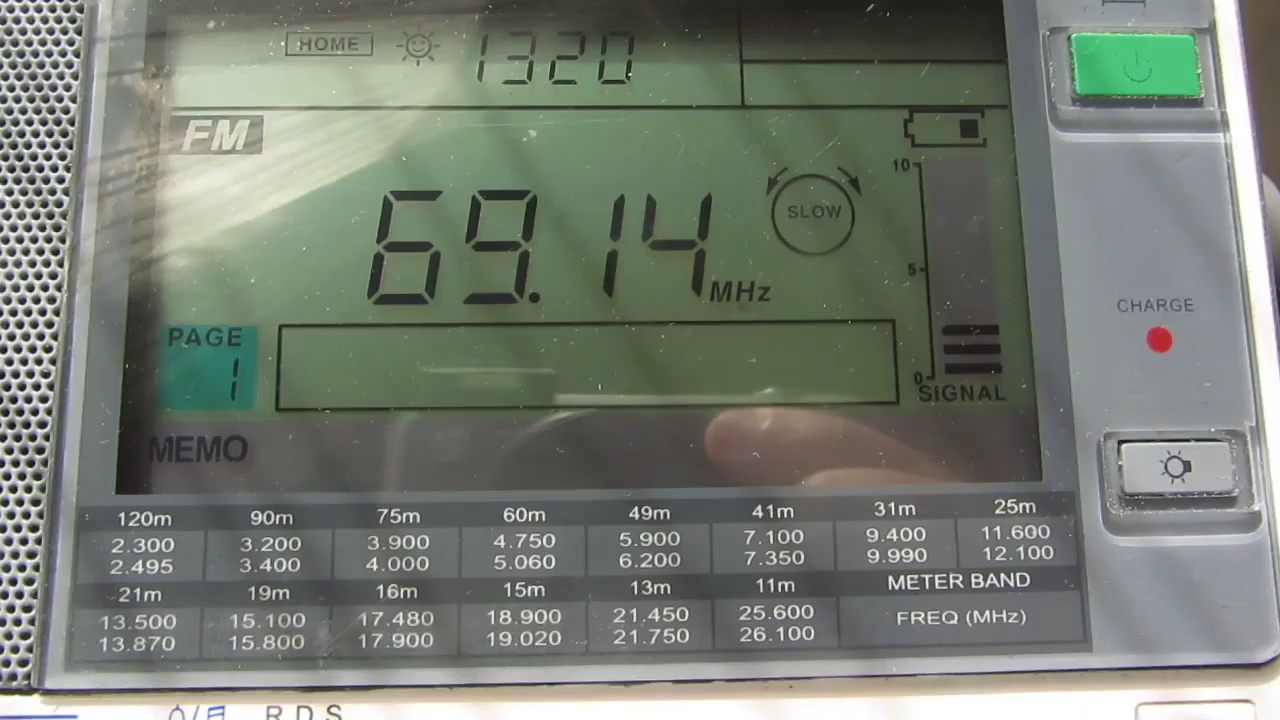 HOME 1320
FM
10
69.14 MHz
SLOW
5
PAGE
1
0
SIGNAL
MEMO
CHARGE
120m 90m 75m 60m 49m 41m 31m 25m
2.300 3.200 3.900 4.750 5.900 7.100 9.400 11.600
2.495 3.400 4.000 5.060 6.200 7.350 9.990 12.100
21m 19m 16m 15m 13m 11m METER BAND
13.500 15.100 17.480 18.900 21.450 25.600 FREQ (MHz)
13.870 15.800 17.900 19.020 21.750 26.100
R.D.S